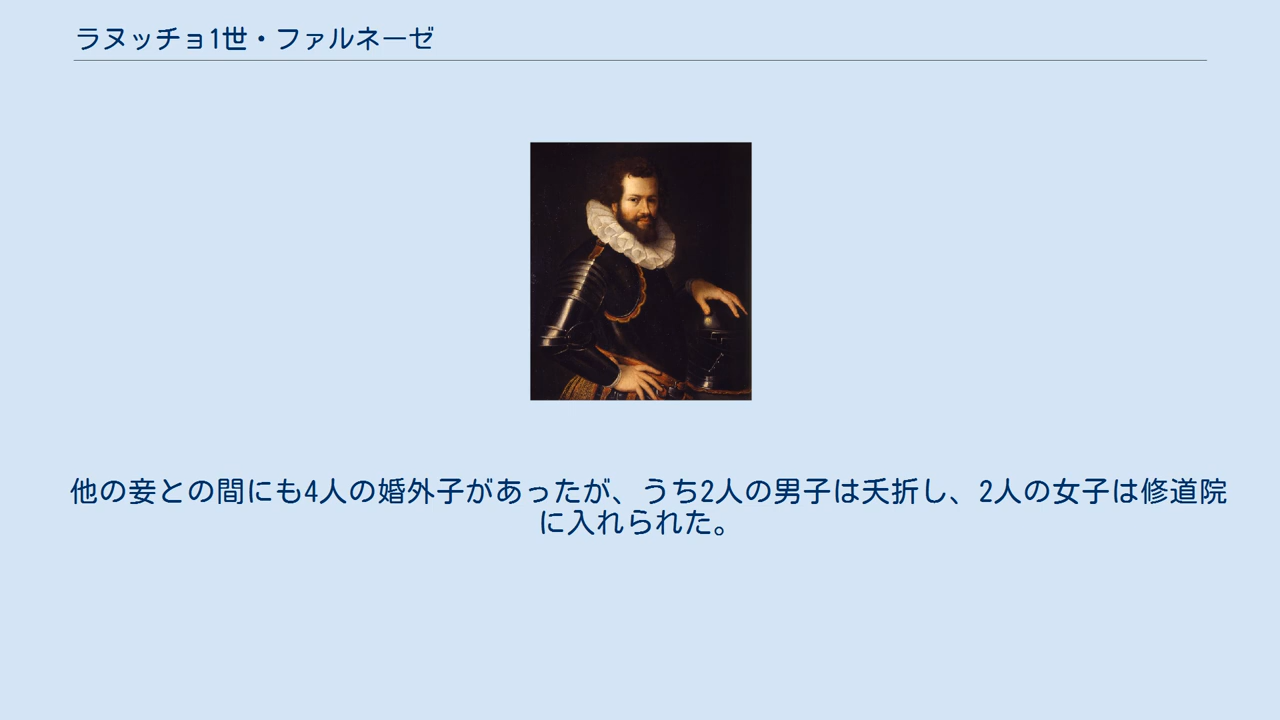 ラヌッチョ1世・ファルネーゼ
他の妾との間にも4人の婚外子があったが、うち2人の男子は夭折し、2人の女子は修道院
に入れられた。